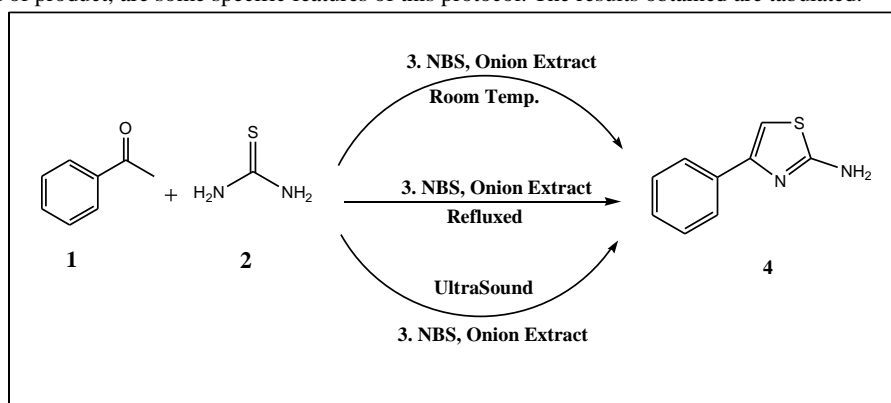 of product, are some specific features of this protocol. The results obtained are tabulated.
3. NBS, Onion Extract
Room Temp.
O
S
H₂N NH₂
+
3. NBS, Onion Extract
Refluxed
S
N
NH₂
1
2
4
UltraSound
3. NBS, Onion Extract